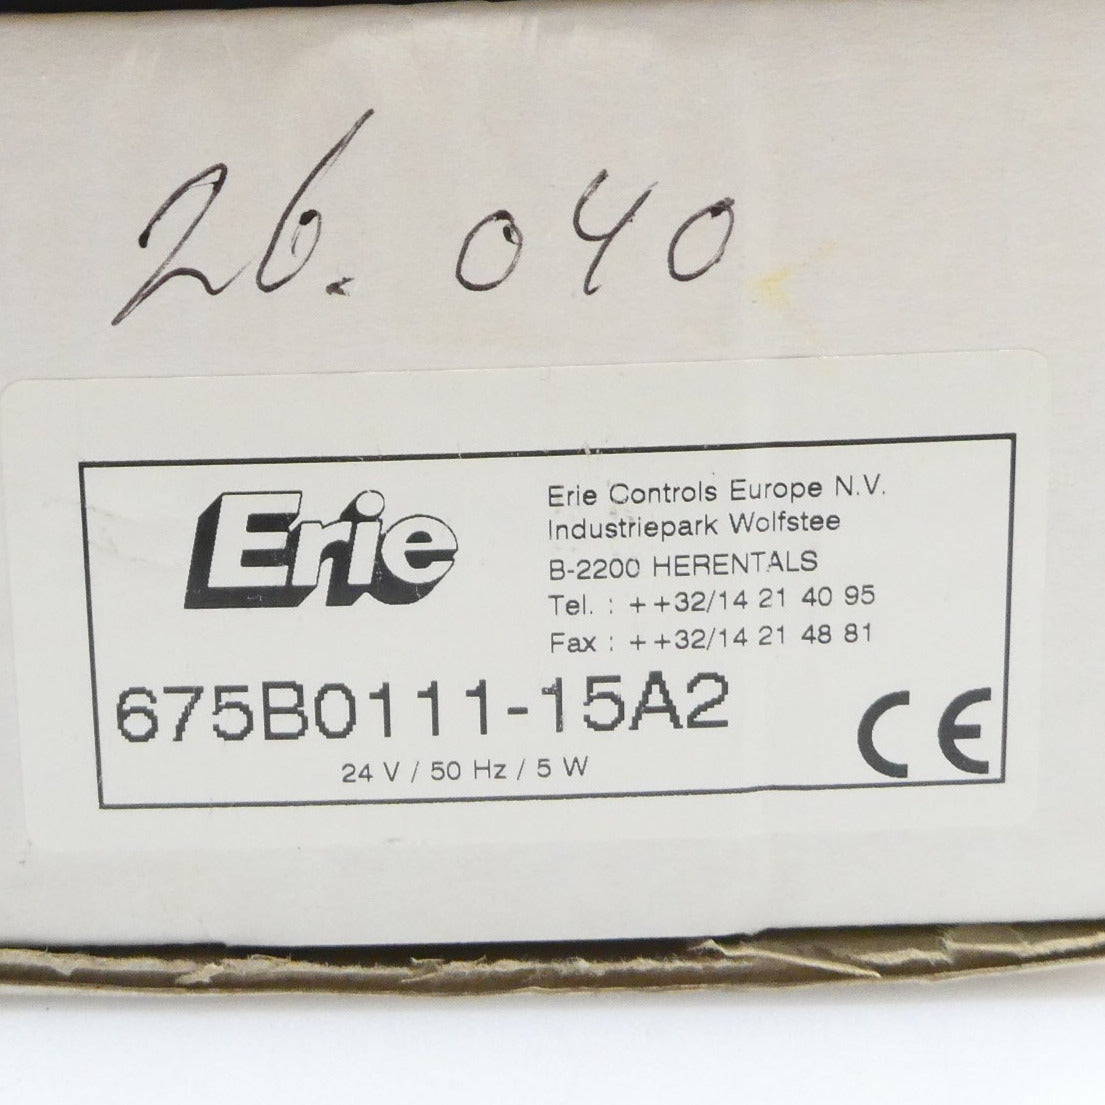 26. 040
Erie
Erie Controls Europe N.V.
Industriepark Wolfstee
B-2200 HERENTALS
Tel. : ++32/14 21 40 95
Fax : ++32/14 21 48 81
675B0111-15A2
24 V / 50 Hz / 5 W
CE